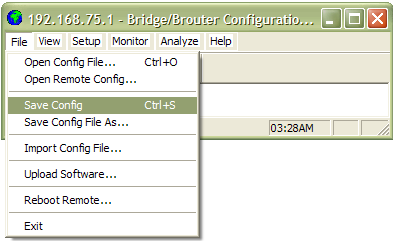 192.168.75.1 - Bridge/Brouter Configuratio...
File View Setup Monitor Analyze Help
Open Config File... Ctrl+O
Open Remote Config...
Save Config Ctrl+S
Save Config File As...
Import Config File...
Upload Software...
Reboot Remote...
Exit
03:28AM